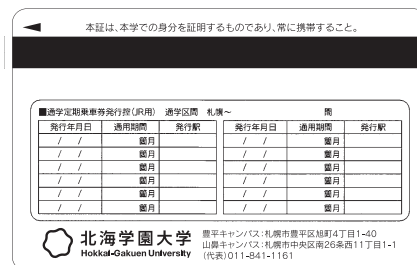 ◀ 本証は、本学での身分を証明するものであり、常に携帯すること。
■通学定期乗車券発行控(JR用) 通学区間 札幌～ 間
発行年月日 通用期間 発行駅 発行年月日 通用期間 発行駅
/ / 箇月 / / 箇月
/ / 箇月 / / 箇月
/ / 箇月 / / 箇月
/ / 箇月 / / 箇月
/ / 箇月 / / 箇月
/ / 箇月 / / 箇月
北海学園大学
Hokkai-Gakuen University
豊平キャンパス：札幌市豊平区旭町4丁目1-40
山鼻キャンパス：札幌市中央区南26条西11丁目1-1
(代表)011-841-1161